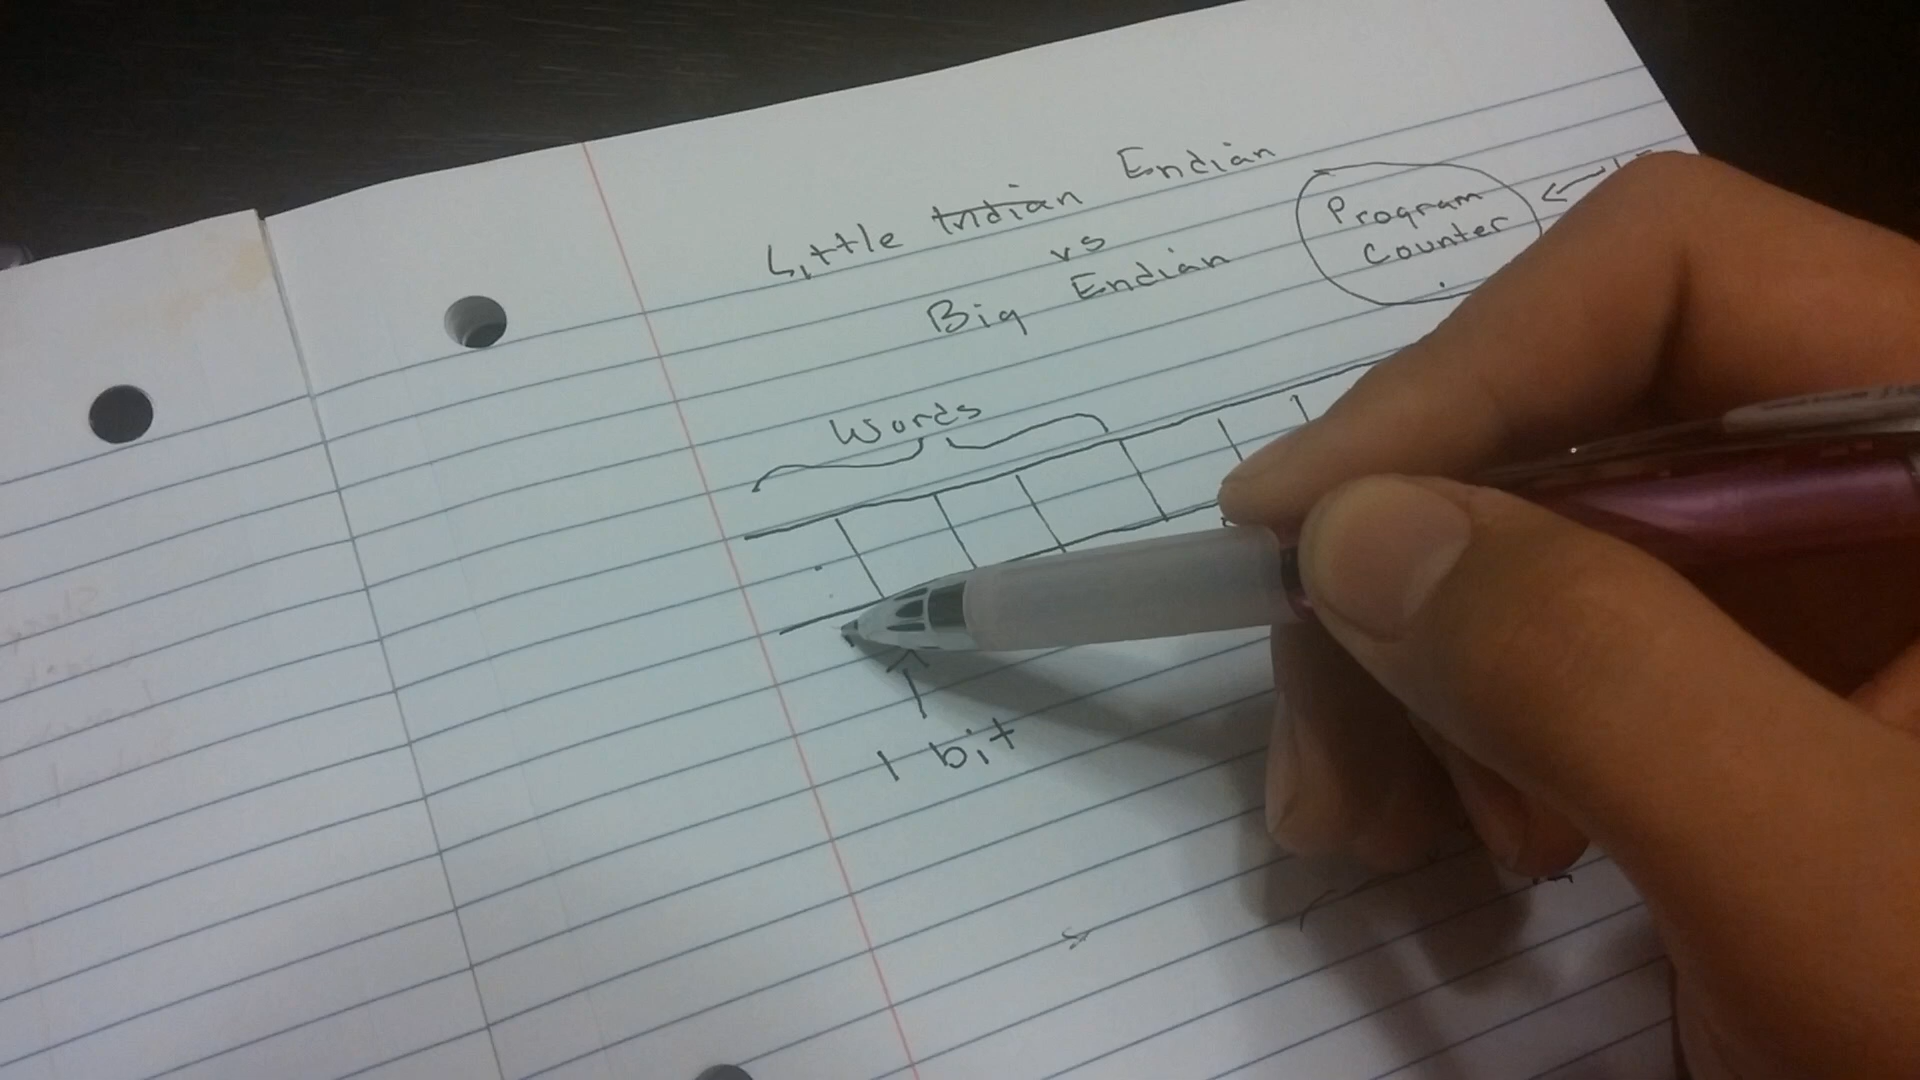 Little Indian Endian
vs
Big Endian
Program
Counter
Words
1 bit